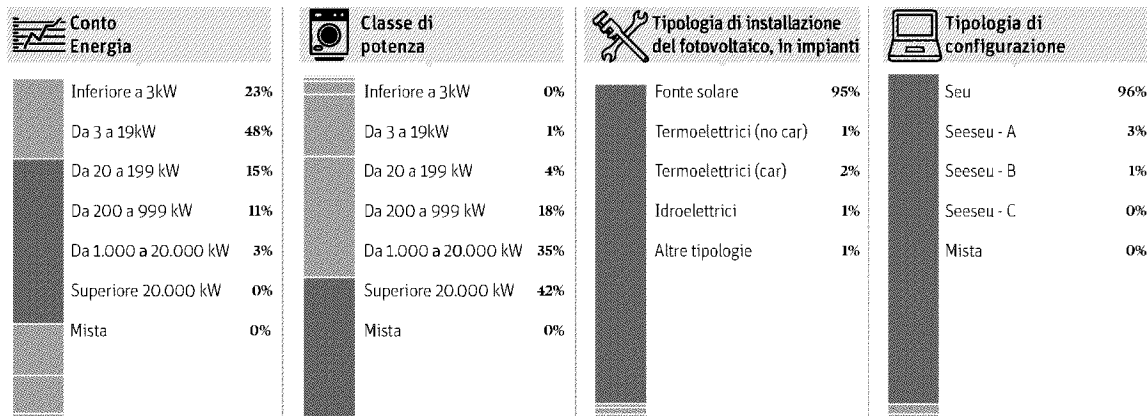 Conto
Energia
Inferiore a 3kW 23%
Da 3 a 19kW 48%
Da 20 a 199 kW 15%
Da 200 a 999 kW 11%
Da 1.000 a 20.000 kW 3%
Superiore 20.000 kW 0%
Mista 0%
Classe di
potenza
Inferiore a 3kW 0%
Da 3 a 19kW 1%
Da 20 a 199 kW 4%
Da 200 a 999 kW 18%
Da 1.000 a 20.000 kW 35%
Superiore 20.000 kW 42%
Mista 0%
Tipologia di installazione
del fotovoltaico, in impianti
Fonte solare 95%
Termoelettrici (no car) 1%
Termoelettrici (car) 2%
Idroelettrici 1%
Altre tipologie 1%
Tipologia di
configurazione
Seu 96%
Seeseu - A 3%
Seeseu - B 1%
Seeseu - C 0%
Mista 0%